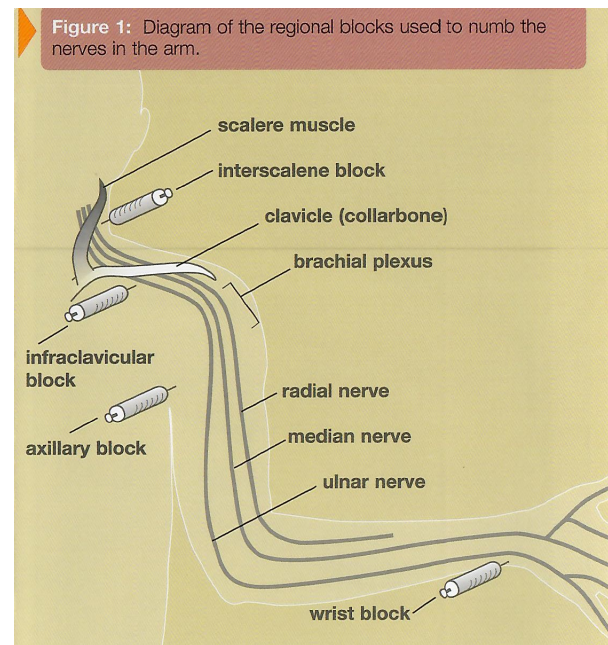 Figure 1: Diagram of the regional blocks used to numb the
nerves in the arm.
scalere muscle
interscalene block
clavicle (collarbone)
brachial plexus
infraclavicular
block
radial nerve
axillary block
median nerve
ulnar nerve
wrist block